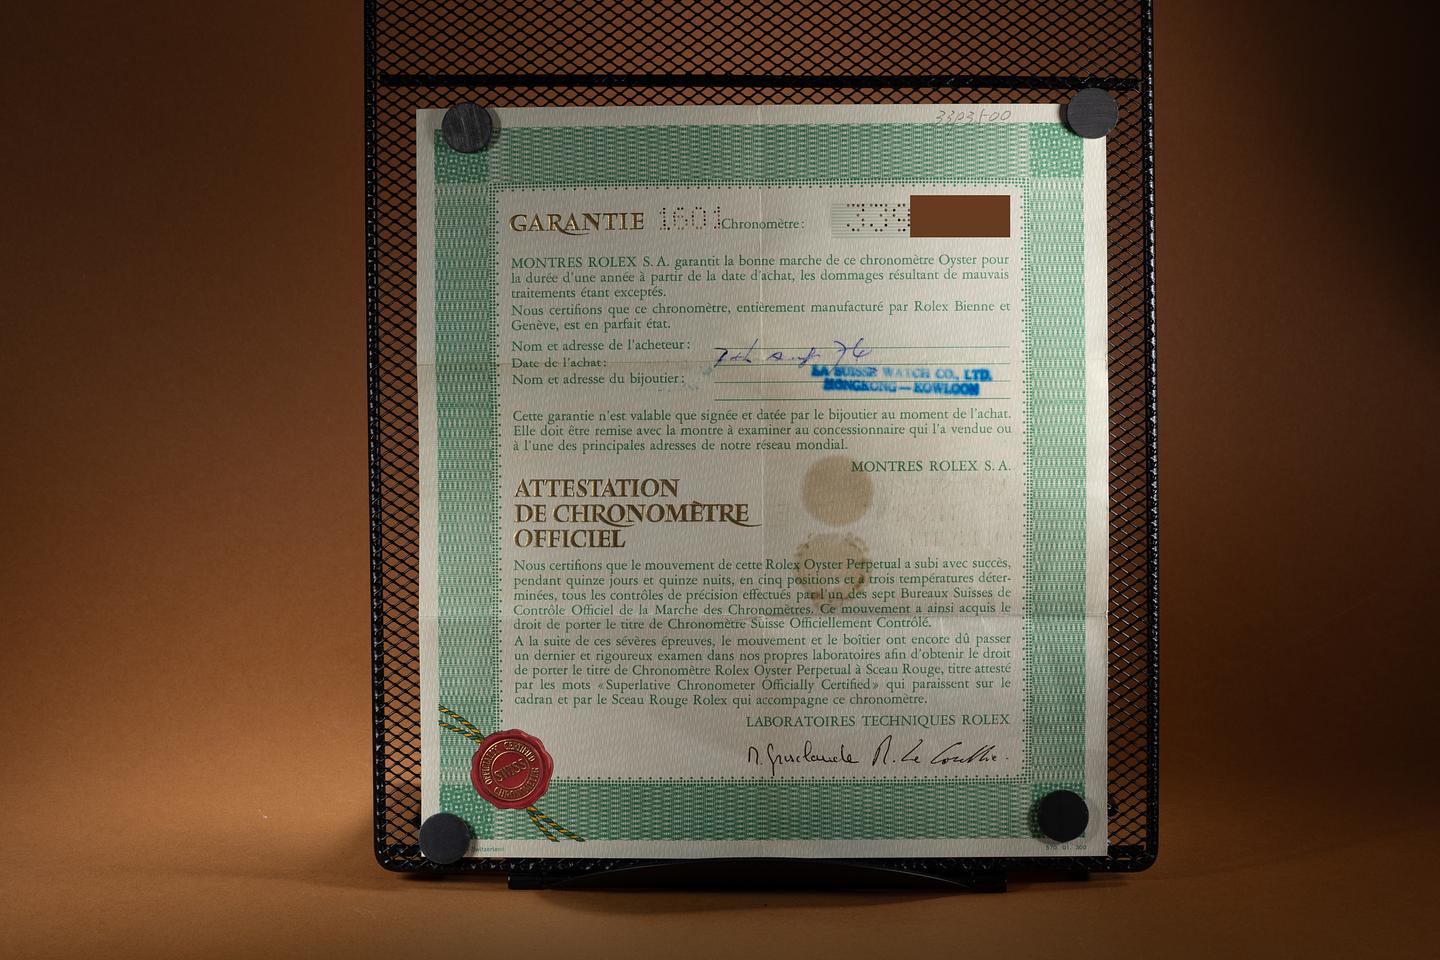 GARANTIE 1601 Chronomètre: 334
MONTRES ROLEX S. A. garantit la bonne marche de ce chronomètre Oyster pour
la durée d'une année à partir de la date d'achat, les dommages résultant de mauvais
traitements étant exceptés.
Nous certifions que ce chronomètre, entièrement manufacturé par Rolex Bienne et
Genève, est en parfait état.
Nom et adresse de l'acheteur:
Date de l'achat: 7th Aug 74
Nom et adresse du bijoutier: LA SUISSE WATCH CO., LTD.
HONGKONG — KOWLOON
Cette garantie n'est valable que signée et datée par le bijoutier au moment de l'achat.
Elle doit être remise avec la montre à examiner au concessionnaire qui l'a vendue ou
à l'une des principales adresses de notre réseau mondial.
MONTRES ROLEX S. A.
ATTESTATION
DE CHRONOMÈTRE
OFFICIEL
Nous certifions que le mouvement de cette Rolex Oyster Perpetual a subi avec succès,
pendant quinze jours et quinze nuits, en cinq positions et à trois températures déter-
minées, tous les contrôles de précision effectués par l'un des sept Bureaux Suisses de
Contrôle Officiel de la Marche des Chronomètres. Ce mouvement a ainsi acquis le
droit de porter le titre de Chronomètre Suisse Officiellement Contrôlé.
A la suite de ces sévères épreuves, le mouvement et le boîtier ont encore dû passer
un dernier et rigoureux examen dans nos propres laboratoires afin d'obtenir le droit
de porter le titre de Chronomètre Rolex Oyster Perpetual à Sceau Rouge, titre attesté
par les mots «Superlative Chronometer Officially Certified» qui paraissent sur le
cadran et par le Sceau Rouge Rolex qui accompagne ce chronomètre.
LABORATOIRES TECHNIQUES ROLEX
OFFICIALLY CERTIFIED
SWISS
CHRONOMETER
Switzerland
570. 01. 300